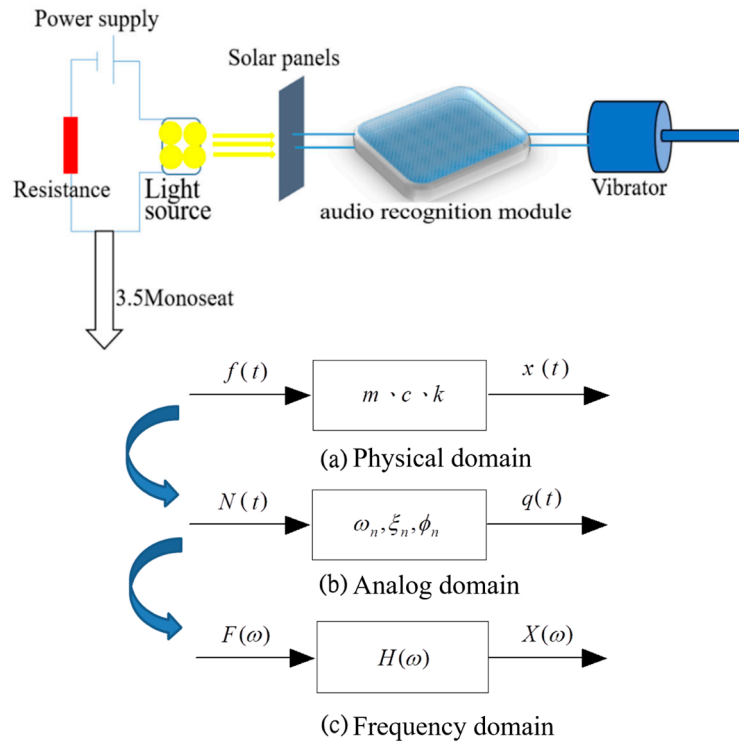 Power supply
Solar panels
Resistance
Light
source
audio recognition module
Vibrator
3.5Monoseat
f(t)
m、c、k
x (t)
(a) Physical domain
N(t)
ωn, ξn, ϕn
q(t)
(b) Analog domain
F(ω)
H(ω)
X(ω)
(c) Frequency domain